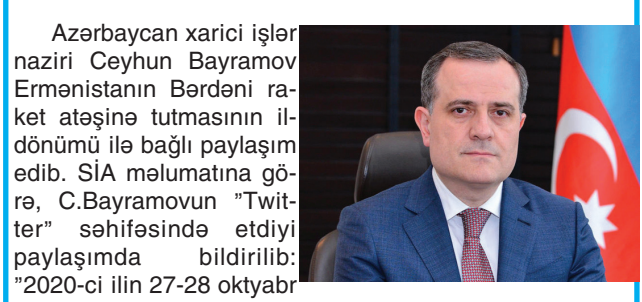 Azərbaycan xarici işlər
naziri Ceyhun Bayramov
Ermənistanın Bərdəni ra-
ket atəşinə tutmasının il-
dönümü ilə bağlı paylaşım
edib. SİA məlumatına gö-
rə, C.Bayramovun ”Twit-
ter” səhifəsində etdiyi
paylaşımda bildirilib:
”2020-ci ilin 27-28 oktyabr